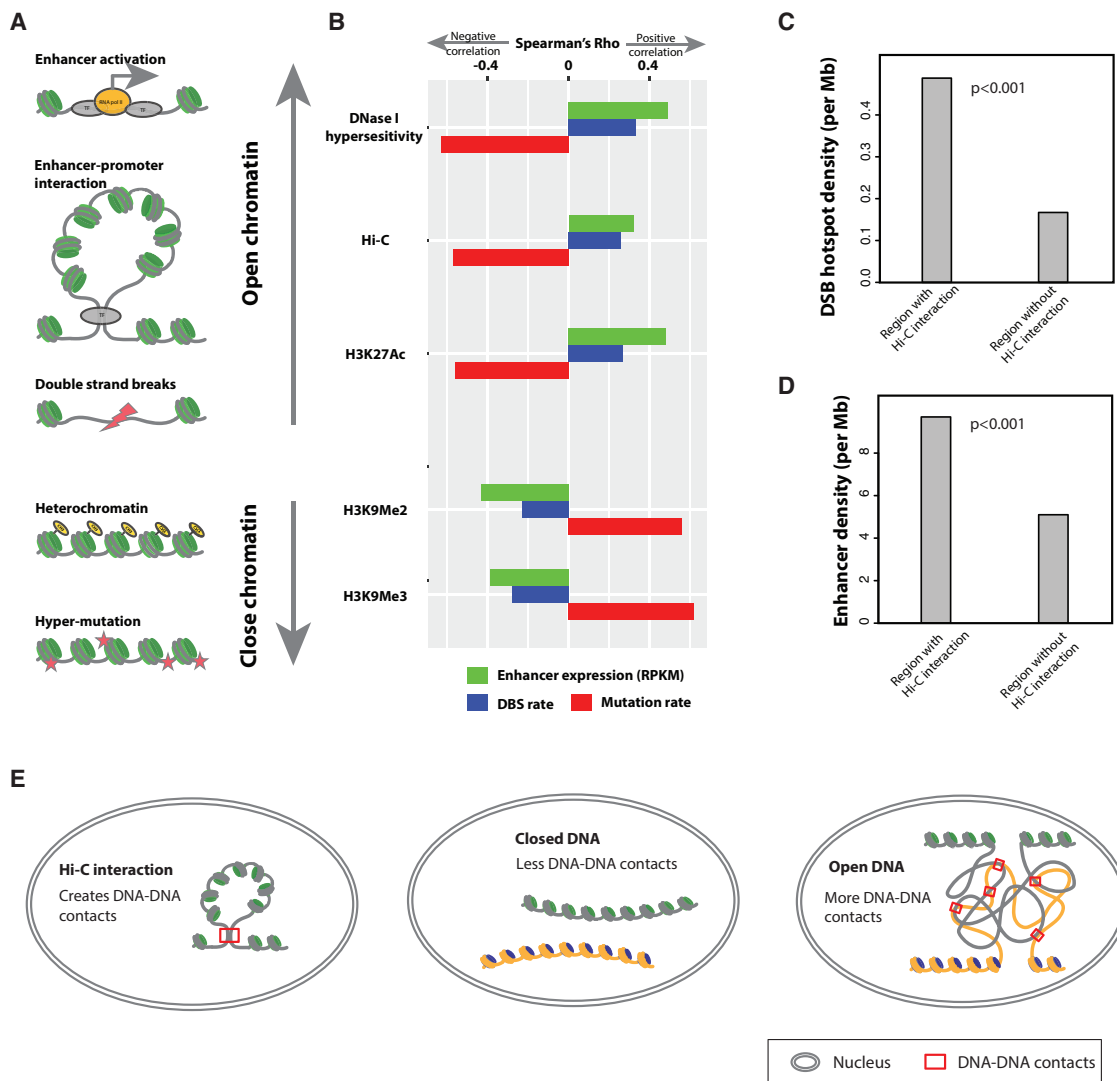 A
Enhancer activation
RNA pol II
TF
TF
Enhancer-promoter
interaction
TF
Double strand breaks
Heterochromatin
Hyper-mutation
Open chromatin
Close chromatin
B
Negative
correlation
Spearman's Rho
Positive
correlation
-0.4
0
0.4
DNase I
hypersesitivity
Hi-C
H3K27Ac
H3K9Me2
H3K9Me3
Enhancer expression (RPKM)
DBS rate
Mutation rate
C
DSB hotspot density (per Mb)
0.0
0.1
0.2
0.3
0.4
p<0.001
Region with
Hi-C interaction
Region without
Hi-C interaction
D
Enhancer density (per Mb)
0
2
4
6
8
p<0.001
Region with
Hi-C interaction
Region without
Hi-C interaction
E
Hi-C interaction
Creates DNA-DNA
contacts
Closed DNA
Less DNA-DNA contacts
Open DNA
More DNA-DNA
contacts
Nucleus
DNA-DNA contacts